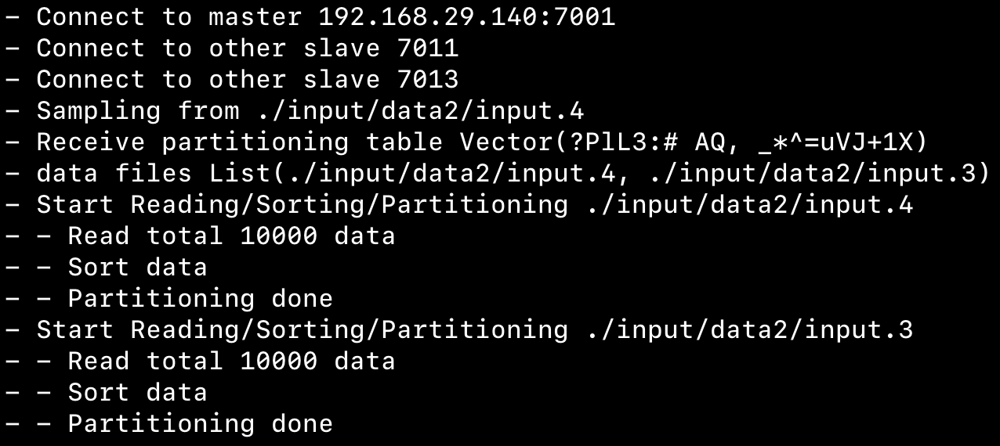 - Connect to master 192.168.29.140:7001
- Connect to other slave 7011
- Connect to other slave 7013
- Sampling from ./input/data2/input.4
- Receive partitioning table Vector(?PlL3:# AQ, _*^=uVJ+1X)
- data files List(./input/data2/input.4, ./input/data2/input.3)
- Start Reading/Sorting/Partitioning ./input/data2/input.4
- - Read total 10000 data
- - Sort data
- - Partitioning done
- Start Reading/Sorting/Partitioning ./input/data2/input.3
- - Read total 10000 data
- - Sort data
- - Partitioning done